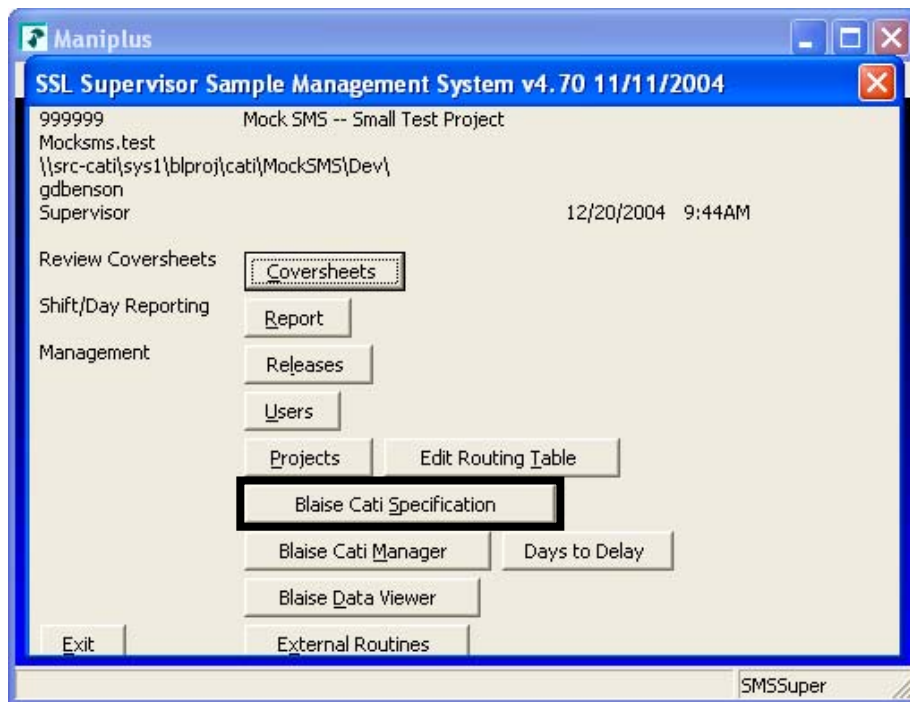 Maniplus
SSL Supervisor Sample Management System v4.70 11/11/2004
999999 Mock SMS -- Small Test Project
Mocksms.test
\\src-cati\sys1\blproj\cati\MockSMS\Dev\
gdbenson
Supervisor 12/20/2004 9:44AM
Review Coversheets Coversheets
Shift/Day Reporting Report
Management Releases
Users
Projects Edit Routing Table
Blaise Cati Specification
Blaise Cati Manager Days to Delay
Blaise Data Viewer
Exit External Routines
SMSSuper